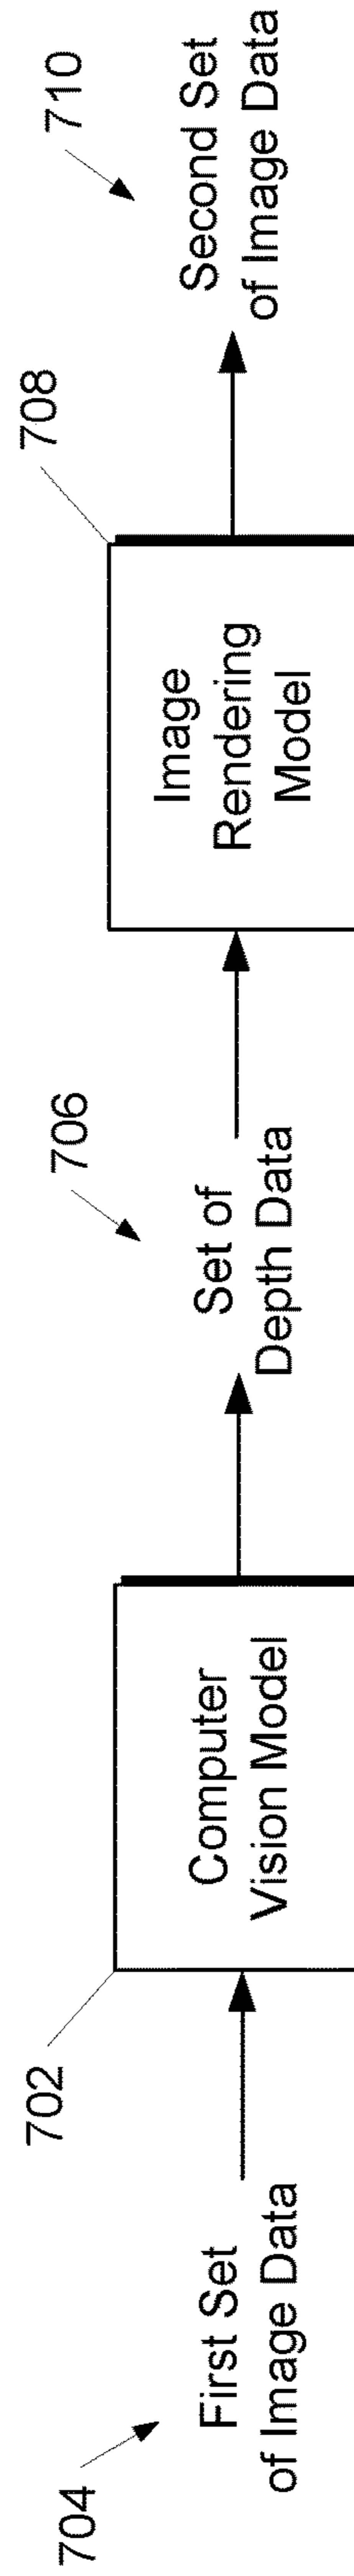 704
First Set
of Image Data
702
Computer
Vision Model
706
Set of
Depth Data
708
Image
Rendering
Model
710
Second Set
of Image Data